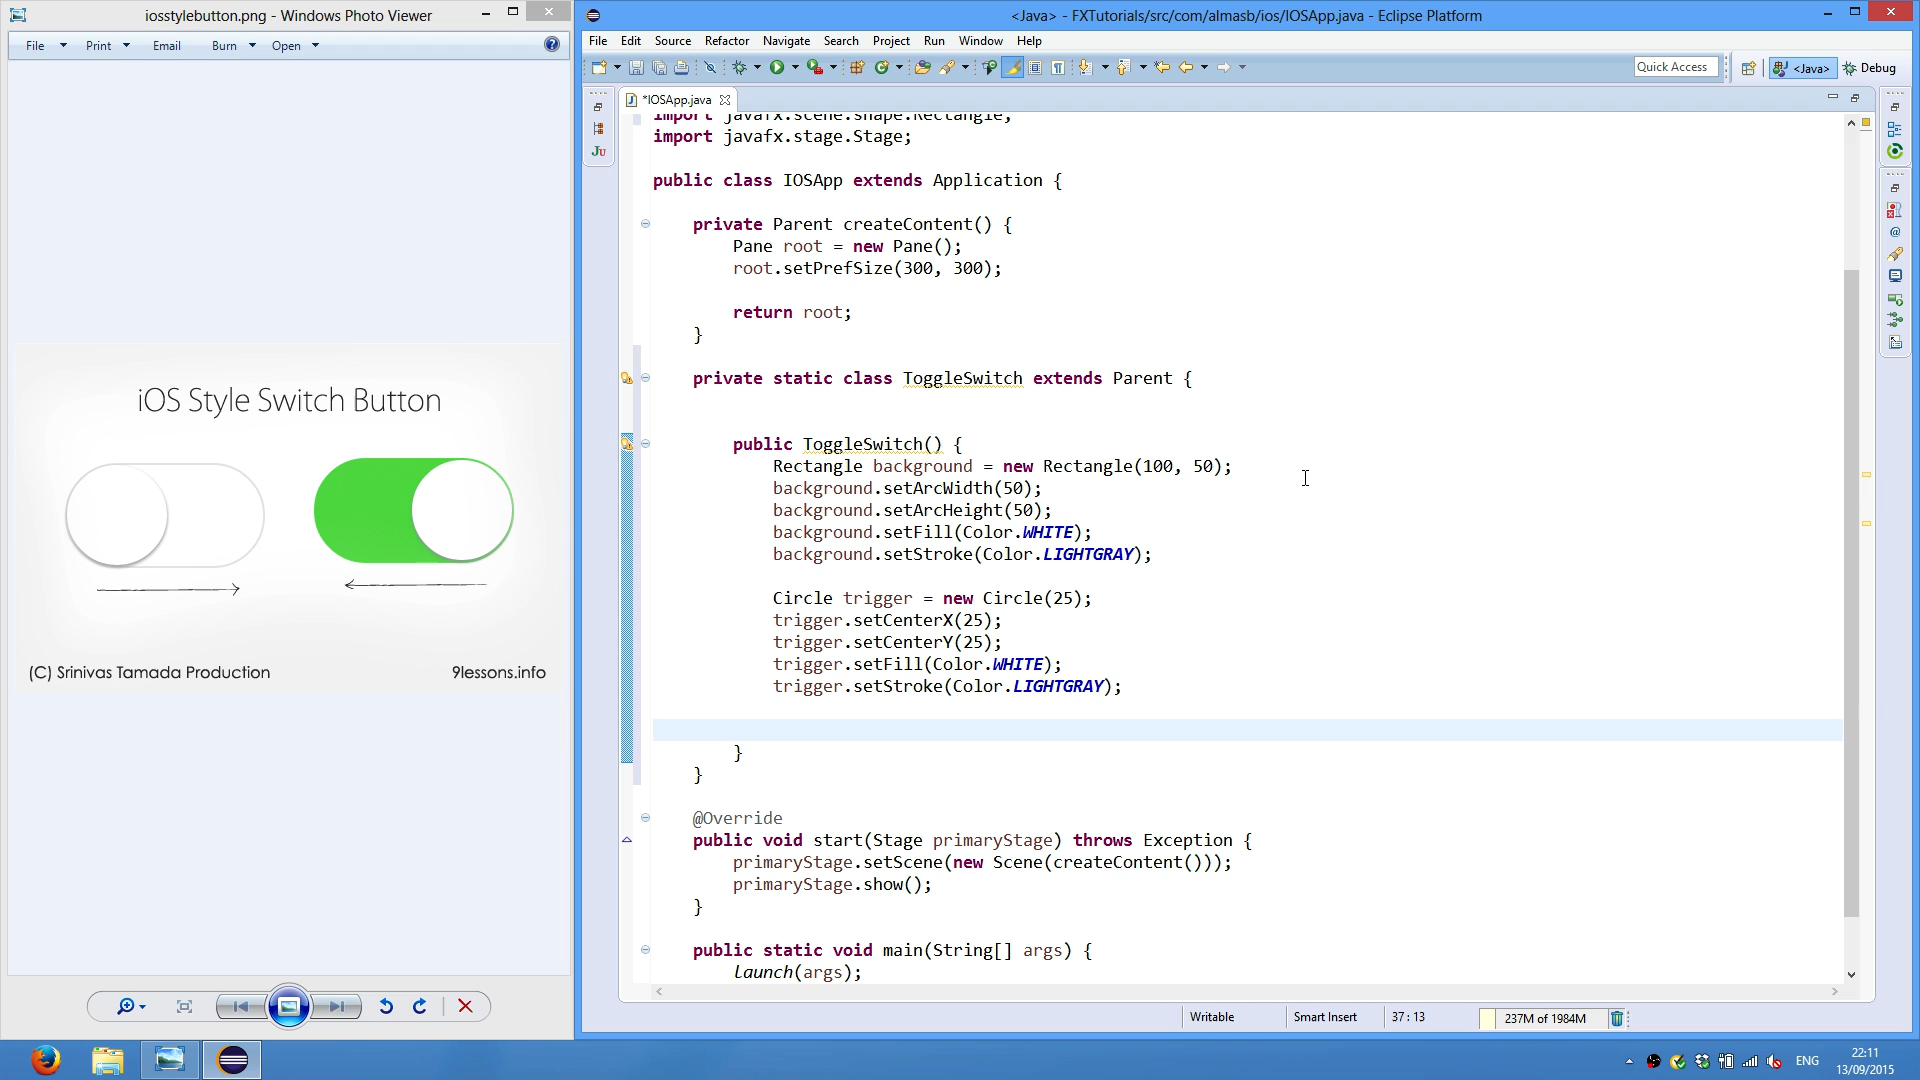 iosstylebutton.png - Windows Photo Viewer
File Print Email Burn Open
iOS Style Switch Button
(C) Srinivas Tamada Production
9lessons.info
<Java> - FXTutorials/src/com/almasb/ios/IOSApp.java - Eclipse Platform
File Edit Source Refactor Navigate Search Project Run Window Help
Quick Access
<Java>
Debug
*IOSApp.java
import javafx.scene.shape.Rectangle;
import javafx.stage.Stage;
public class IOSApp extends Application {
private Parent createContent() {
Pane root = new Pane();
root.setPrefSize(300, 300);
return root;
}
private static class ToggleSwitch extends Parent {
public ToggleSwitch() {
Rectangle background = new Rectangle(100, 50);
background.setArcWidth(50);
background.setArcHeight(50);
background.setFill(Color.WHITE);
background.setStroke(Color.LIGHTGRAY);
Circle trigger = new Circle(25);
trigger.setCenterX(25);
trigger.setCenterY(25);
trigger.setFill(Color.WHITE);
trigger.setStroke(Color.LIGHTGRAY);
}
}
@Override
public void start(Stage primaryStage) throws Exception {
primaryStage.setScene(new Scene(createContent()));
primaryStage.show();
}
public static void main(String[] args) {
launch(args);
Writable
Smart Insert
37 : 13
237M of 1984M
ENG
22:11
13/09/2015